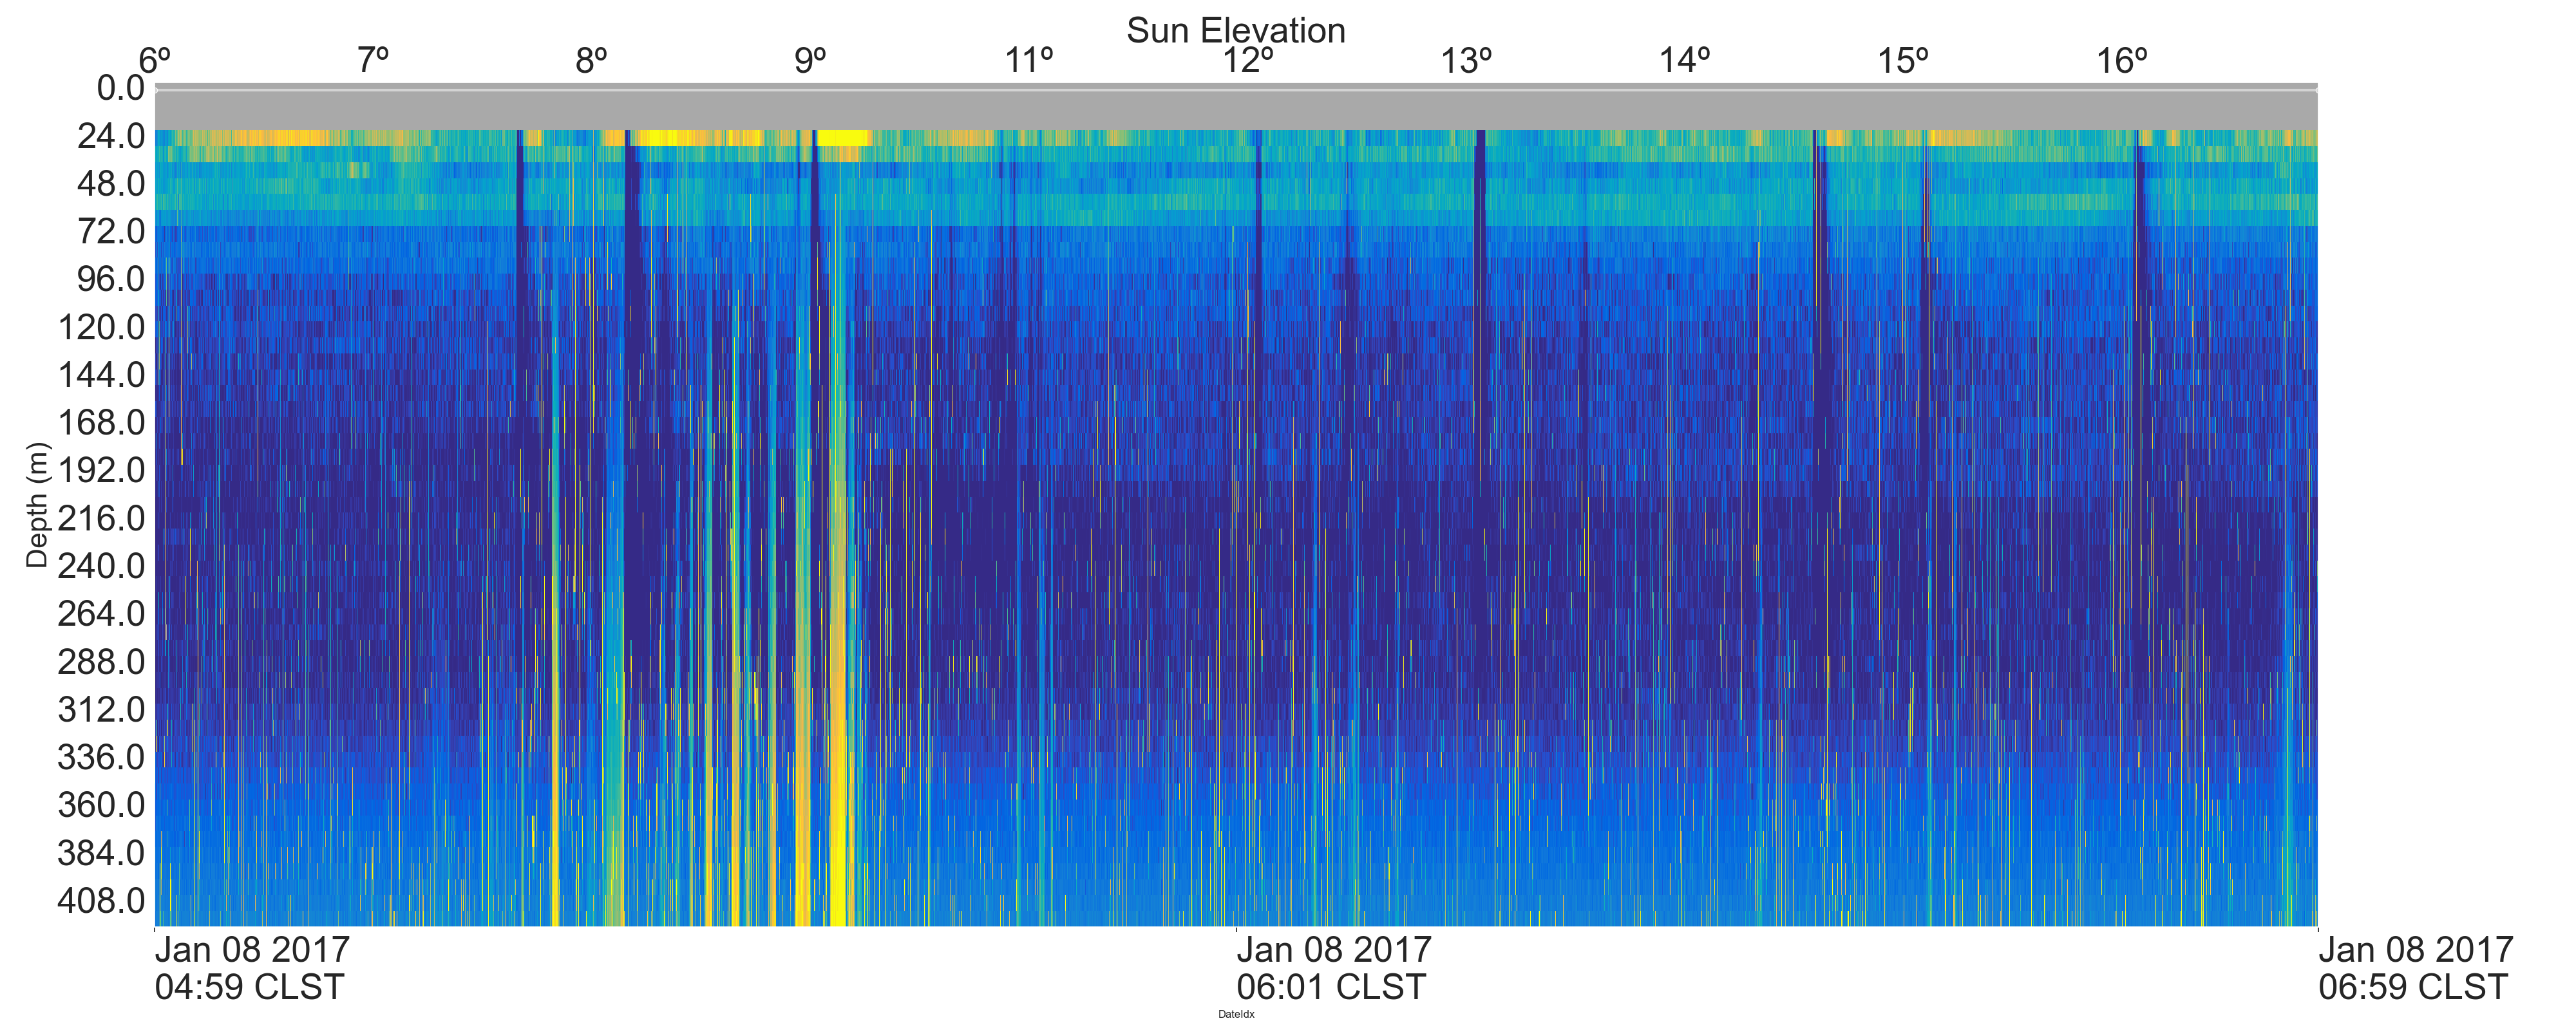 Sun Elevation
6º 7º 8º 9º 11º 12º 13º 14º 15º 16º
0.0
24.0
48.0
72.0
96.0
120.0
144.0
168.0
192.0
216.0
240.0
264.0
288.0
312.0
336.0
360.0
384.0
408.0
Depth (m)
Jan 08 2017
04:59 CLST
Jan 08 2017
06:01 CLST
Jan 08 2017
06:59 CLST
DateIdx